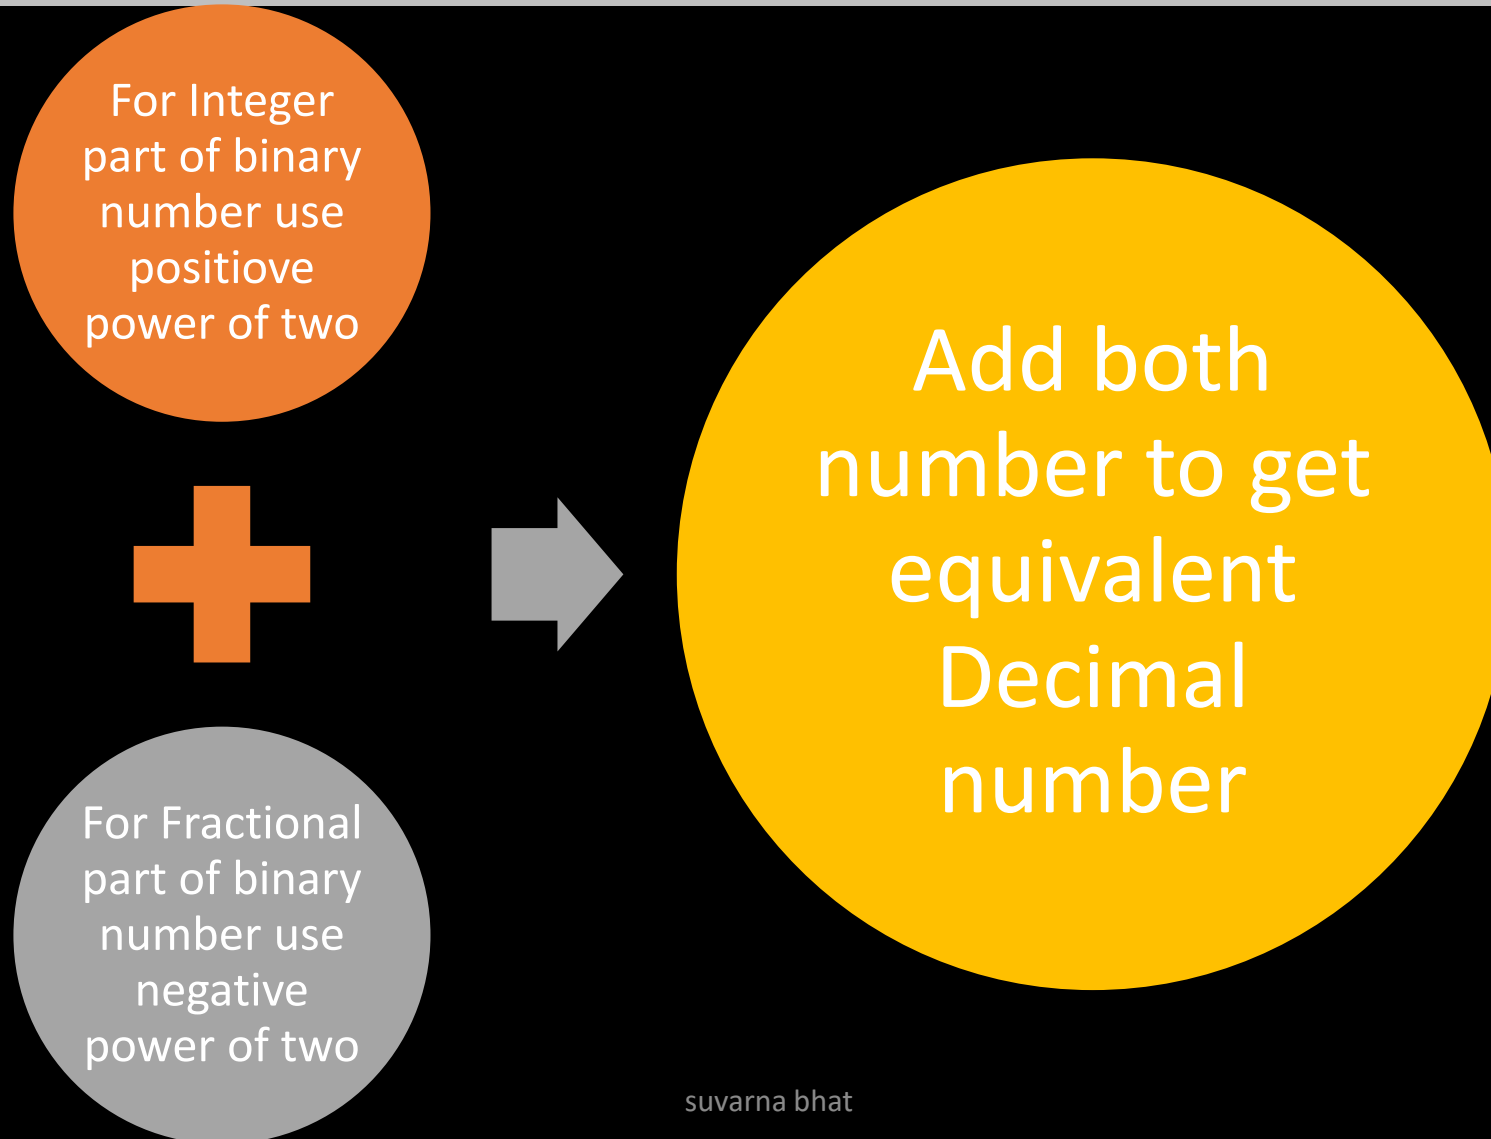 For Integer
part of binary
number use
positiove
power of two
For Fractional
part of binary
number use
negative
power of two
Add both
number to get
equivalent
Decimal
number
suvarna bhat